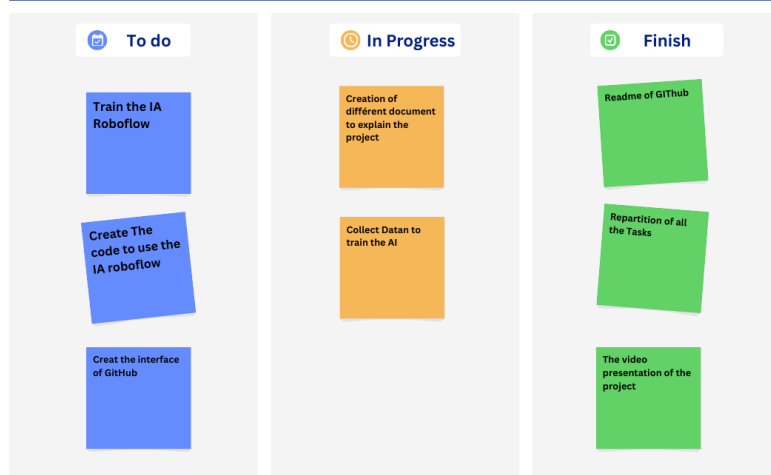 To do
Train the IA
Roboflow
Create The
code to use the
IA roboflow
Creat the interface
of GitHub
In Progress
Creation of
différent document
to explain the
project
Collect Datan to
train the AI
Finish
Readme of GIThub
Repartition of all
the Tasks
The video
presentation of the
project